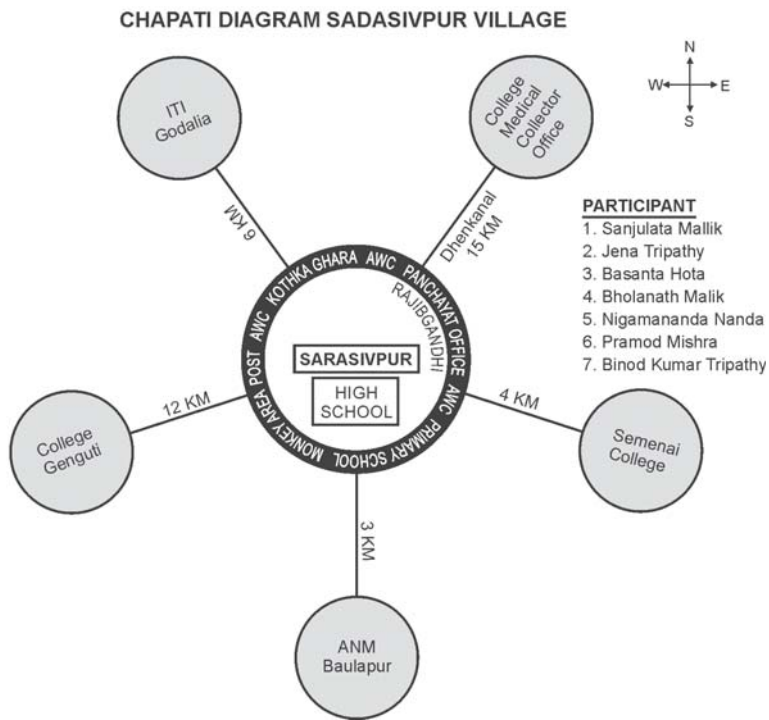 CHAPATI DIAGRAM SADASIVPUR VILLAGE
ITI
Godalia
College
Medical
Collector
Office
N
W
E
S
6 KM
Dhenkanal
15 KM
PARTICIPANT
1. Sanjulata Mallik
2. Jena Tripathy
3. Basanta Hota
4. Bholanath Malik
5. Nigamananda Nanda
6. Pramod Mishra
7. Binod Kumar Tripathy
MONKEY AREA POST AWC KOTHKA GHARA AWC PANCHAYAT OFFICE AWC PRIMARY SCHOOL
RAJIBGANDHI
SARASIVPUR
HIGH
SCHOOL
12 KM
4 KM
College
Genguti
Semenai
College
3 KM
ANM
Baulapur